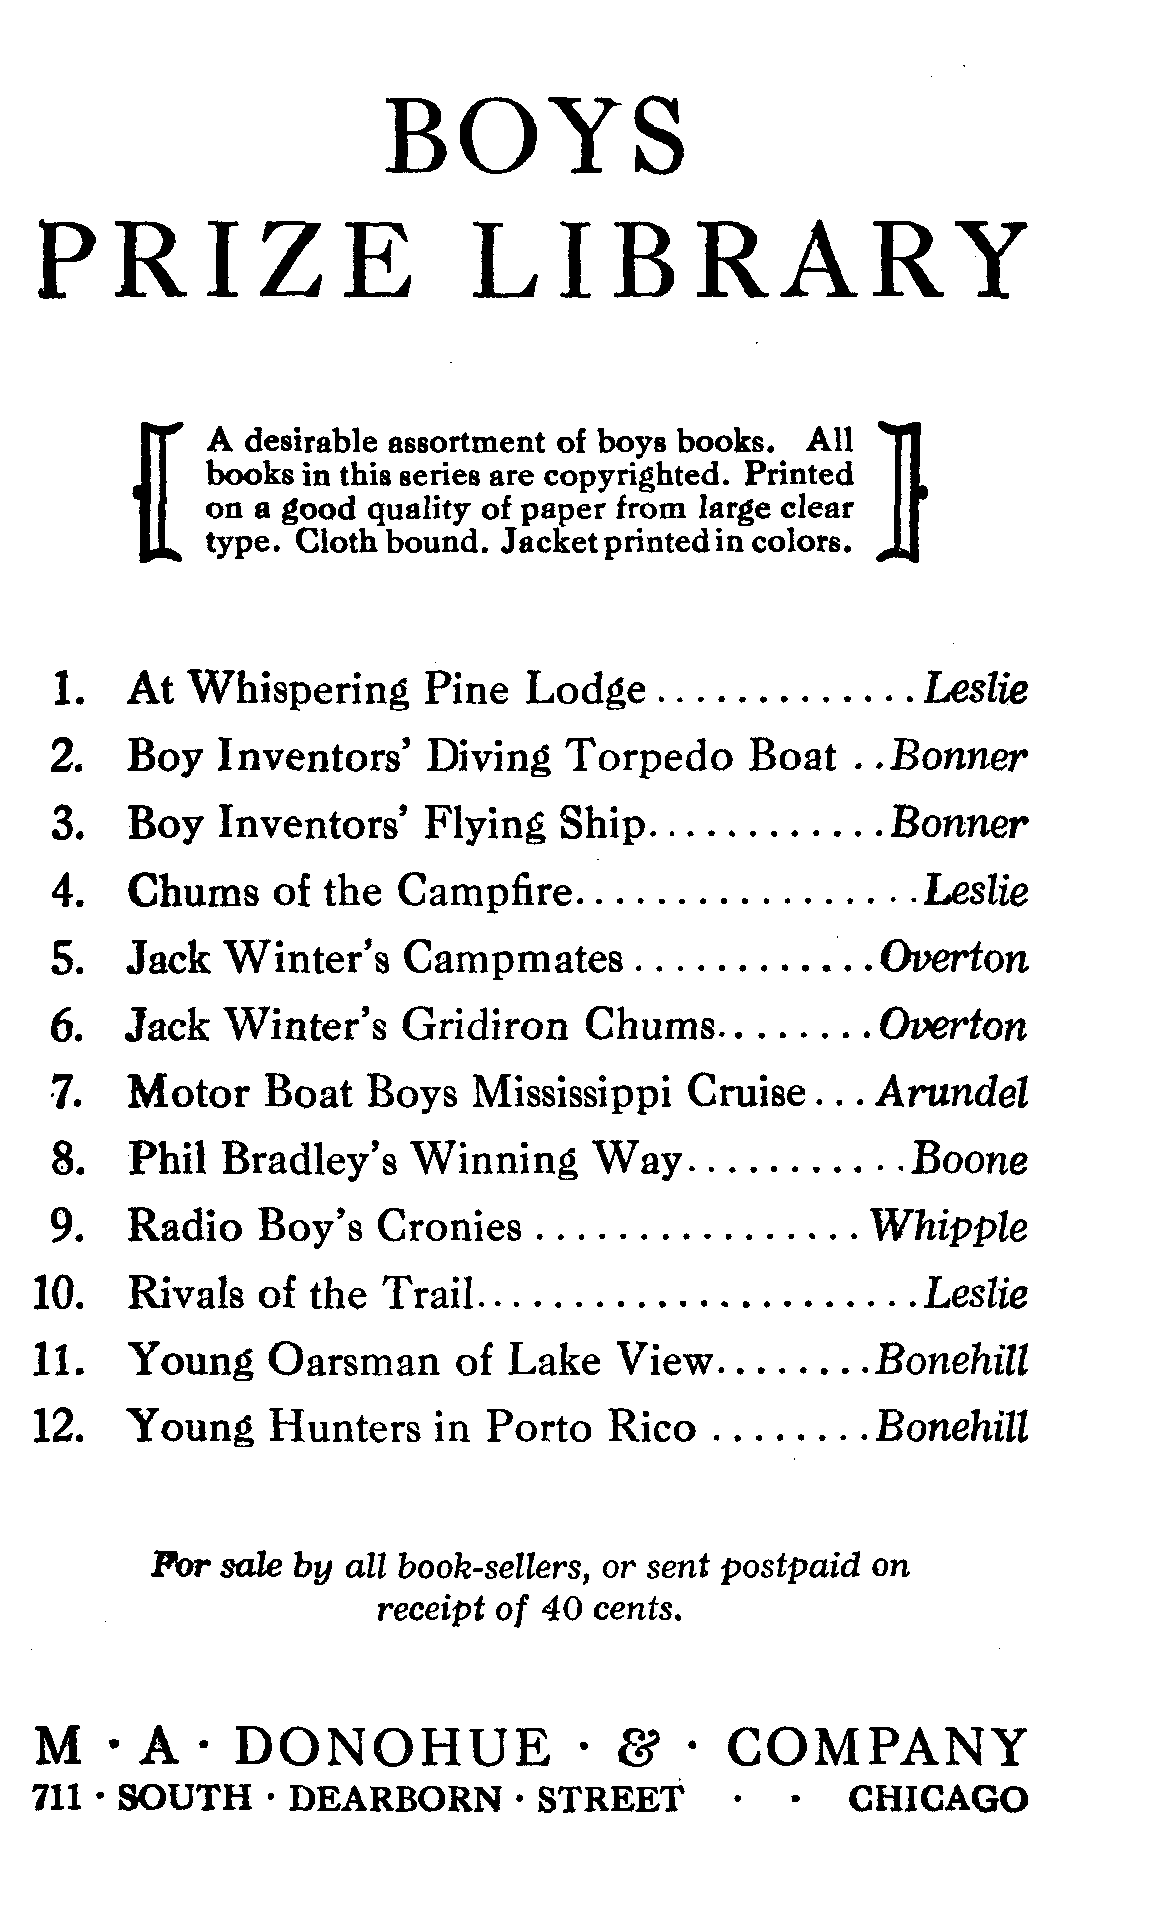 BOYS
PRIZE LIBRARY
A desirable assortment of boys books. All
books in this series are copyrighted. Printed
on a good quality of paper from large clear
type. Cloth bound. Jacket printed in colors.
1. At Whispering Pine Lodge ............. Leslie
2. Boy Inventors' Diving Torpedo Boat .. Bonner
3. Boy Inventors' Flying Ship............ Bonner
4. Chums of the Campfire................. Leslie
5. Jack Winter's Campmates ............ Overton
6. Jack Winter's Gridiron Chums........ Overton
7. Motor Boat Boys Mississippi Cruise... Arundel
8. Phil Bradley's Winning Way........... Boone
9. Radio Boy's Cronies ................ Whipple
10. Rivals of the Trail...................... Leslie
11. Young Oarsman of Lake View........ Bonehill
12. Young Hunters in Porto Rico ........ Bonehill
For sale by all book-sellers, or sent postpaid on
receipt of 40 cents.
M · A · DONOHUE · & · COMPANY
711 · SOUTH · DEARBORN · STREET · · CHICAGO